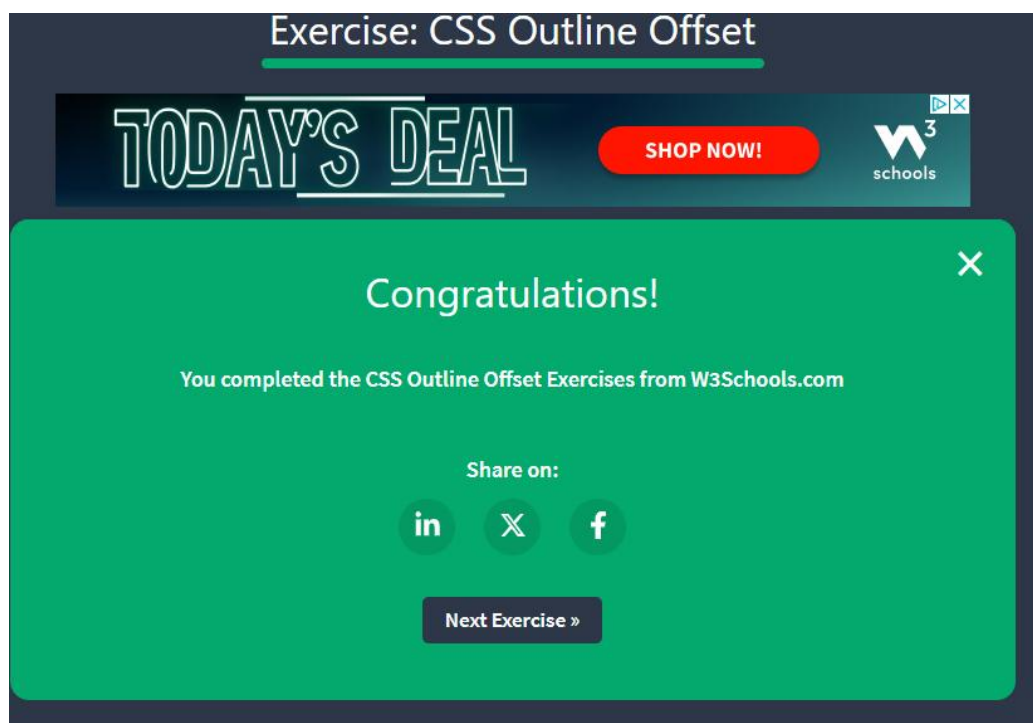 Exercise: CSS Outline Offset
TODAY'S DEAL
SHOP NOW!
w3
schools
Congratulations!
You completed the CSS Outline Offset Exercises from W3Schools.com
Share on:
in X f
Next Exercise »